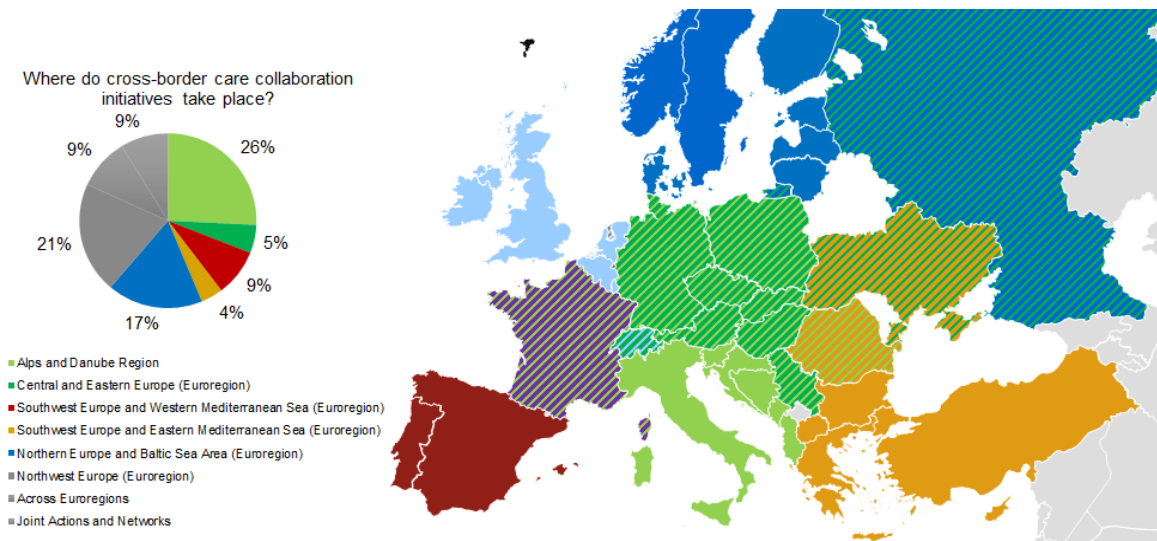 Where do cross-border care collaboration
initiatives take place?
9%
26%
9%
5%
21%
9%
4%
17%
Alps and Danube Region
Central and Eastern Europe (Euroregion)
Southwest Europe and Western Mediterranean Sea (Euroregion)
Southwest Europe and Eastern Mediterranean Sea (Euroregion)
Northern Europe and Baltic Sea Area (Euroregion)
Northwest Europe (Euroregion)
Across Euroregions
Joint Actions and Networks